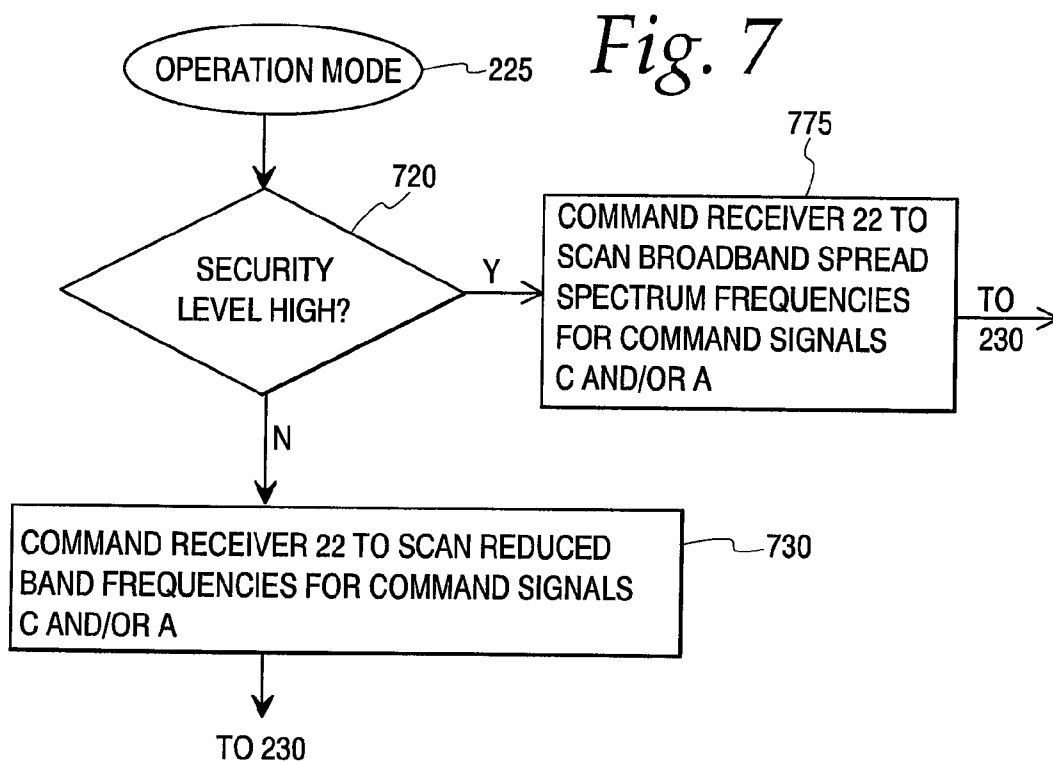 Fig. 7
OPERATION MODE
225
720
SECURITY
LEVEL HIGH?
Y
775
COMMAND RECEIVER 22 TO
SCAN BROADBAND SPREAD
SPECTRUM FREQUENCIES
FOR COMMAND SIGNALS
C AND/OR A
TO
230
N
COMMAND RECEIVER 22 TO SCAN REDUCED
BAND FREQUENCIES FOR COMMAND SIGNALS
C AND/OR A
730
TO 230